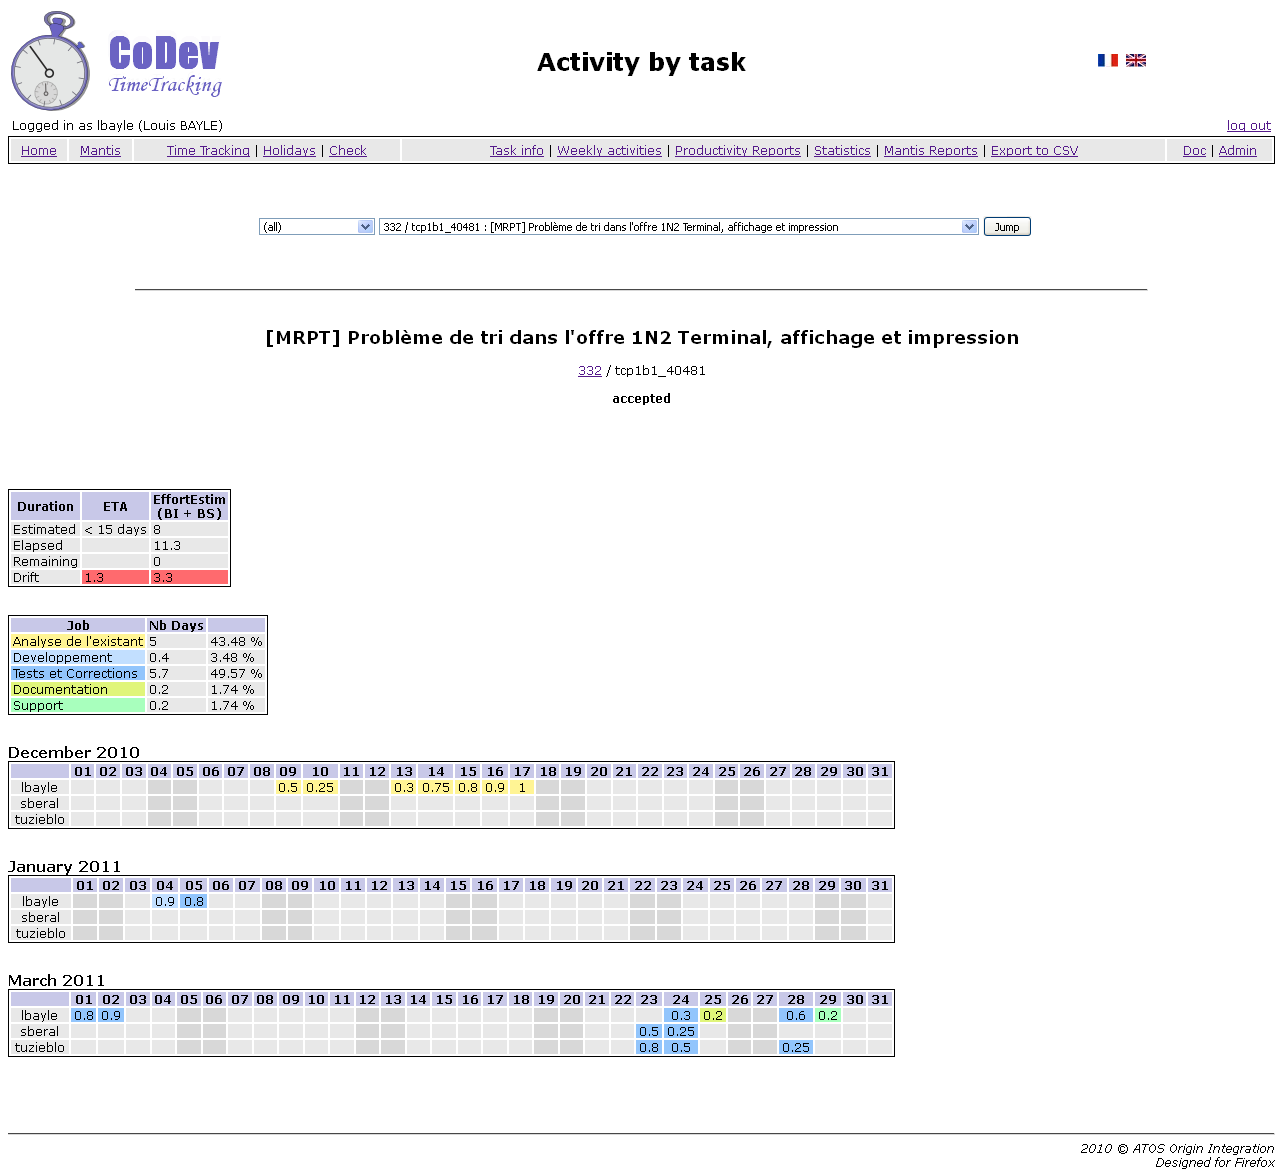 CoDev
TimeTracking
Activity by task
Logged in as lbayle (Louis BAYLE) log out
Home Mantis Time Tracking | Holidays | Check Task info | Weekly activities | Productivity Reports | Statistics | Mantis Reports | Export to CSV Doc | Admin
(all) 332 / tcp1b1_40481 : [MRPT] Problème de tri dans l'offre 1N2 Terminal, affichage et impression Jump
[MRPT] Problème de tri dans l'offre 1N2 Terminal, affichage et impression
332 / tcp1b1_40481
accepted
Duration ETA EffortEstim
(BI + BS)
Estimated < 15 days 8
Elapsed 11.3
Remaining 0
Drift 1.3 3.3
Job Nb Days
Analyse de l'existant 5 43.48 %
Developpement 0.4 3.48 %
Tests et Corrections 5.7 49.57 %
Documentation 0.2 1.74 %
Support 0.2 1.74 %
December 2010
01 02 03 04 05 06 07 08 09 10 11 12 13 14 15 16 17 18 19 20 21 22 23 24 25 26 27 28 29 30 31
lbayle 0.5 0.25 0.3 0.75 0.8 0.9 1
sberal
tuzieblo
January 2011
01 02 03 04 05 06 07 08 09 10 11 12 13 14 15 16 17 18 19 20 21 22 23 24 25 26 27 28 29 30 31
lbayle 0.9 0.8
sberal
tuzieblo
March 2011
01 02 03 04 05 06 07 08 09 10 11 12 13 14 15 16 17 18 19 20 21 22 23 24 25 26 27 28 29 30 31
lbayle 0.8 0.9 0.3 0.2 0.6 0.2
sberal 0.5 0.25
tuzieblo 0.8 0.5 0.25
2010 © ATOS Origin Integration
Designed for Firefox